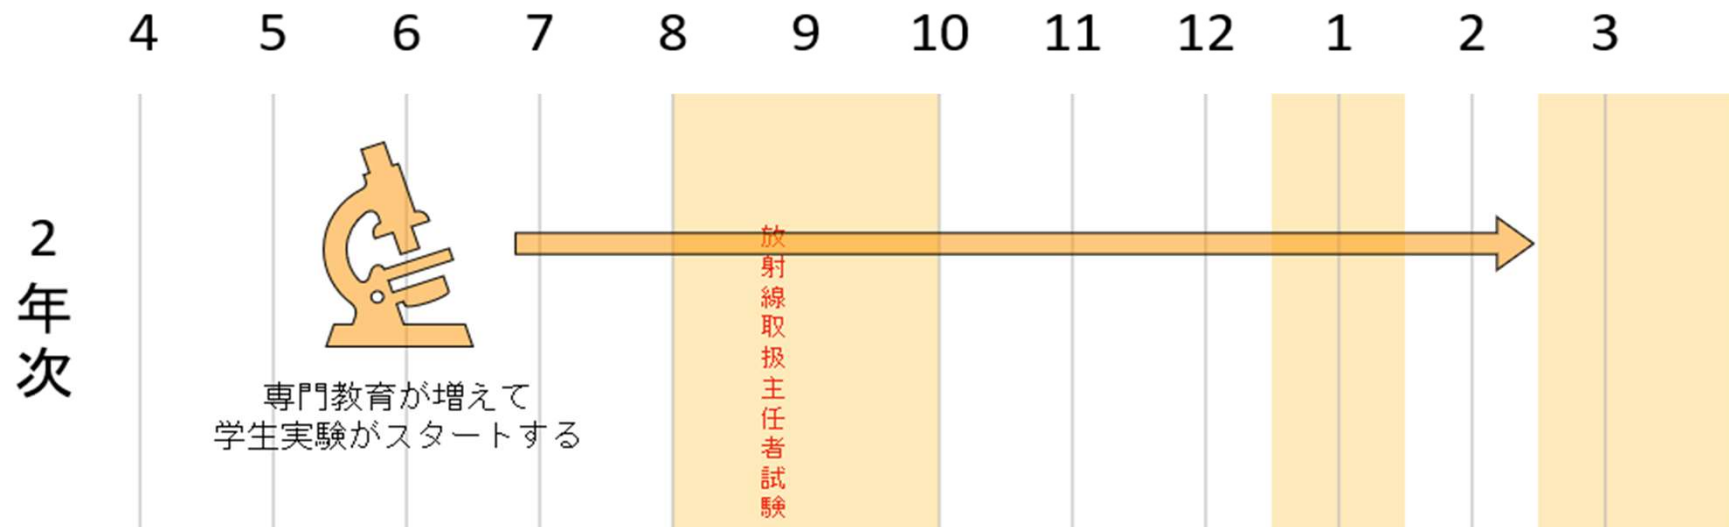 4 5 6 7 8 9 10 11 12 1 2 3
2年次
放射線取扱主任者試験
専門教育が増えて
学生実験がスタートする